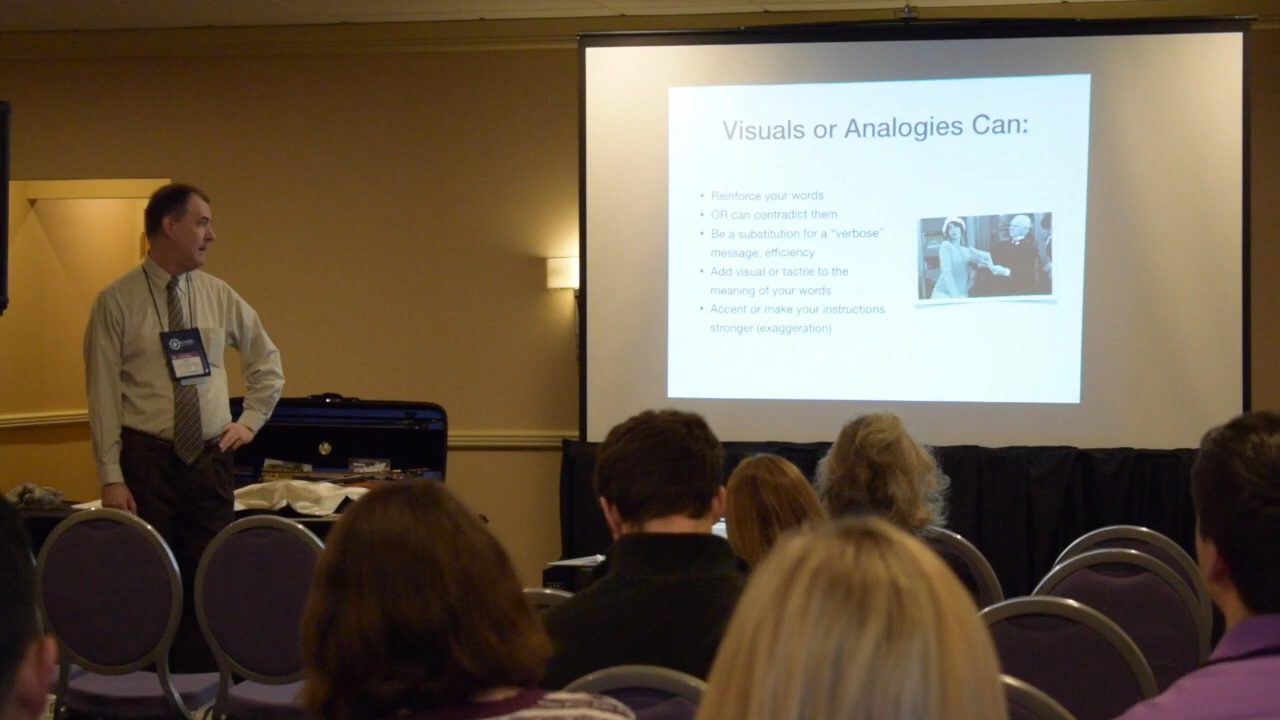 Visuals or Analogies Can:
• Reinforce your words
• OR can contradict them
• Be a substitution for a “verbose”
message; efficiency
• Add visual or tactile to the
meaning of your words
• Accent or make your instructions
stronger (exaggeration)